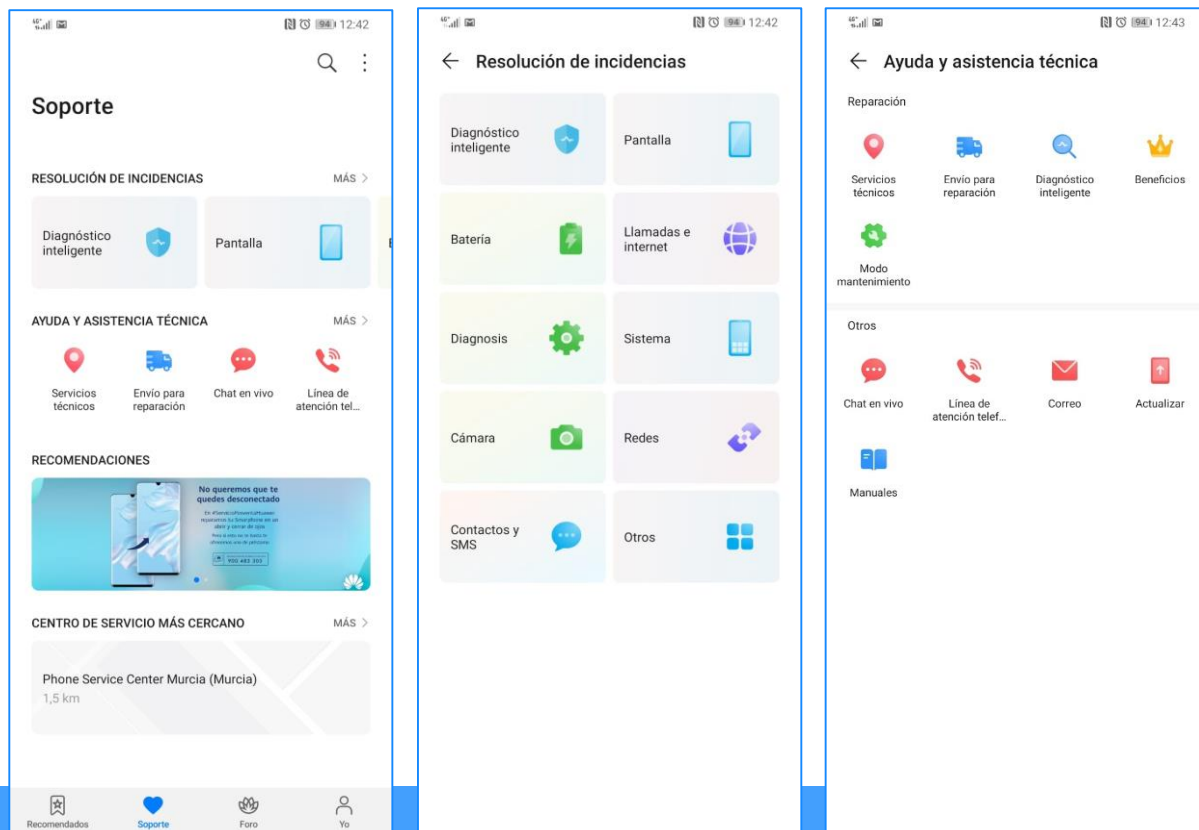 94 12:42
Soporte
RESOLUCIÓN DE INCIDENCIAS
MÁS
Diagnóstico
inteligente
Pantalla
AYUDA Y ASISTENCIA TÉCNICA
MÁS
Servicios
técnicos
Envío para
reparación
Chat en vivo
Línea de
atención tel...
RECOMENDACIONES
No queremos que te
quedes desconectado
CENTRO DE SERVICIO MÁS CERCANO
MÁS
Phone Service Center Murcia (Murcia)
1,5 km
Recomendados
Soporte
Foro
Yo
94 12:42
Resolución de incidencias
Diagnóstico
inteligente
Pantalla
Batería
Llamadas e
internet
Diagnosis
Sistema
Cámara
Redes
Contactos y
SMS
Otros
94 12:43
Ayuda y asistencia técnica
Reparación
Servicios
técnicos
Envío para
reparación
Diagnóstico
inteligente
Beneficios
Modo
mantenimiento
Otros
Chat en vivo
Línea de
atención telef...
Correo
Actualizar
Manuales